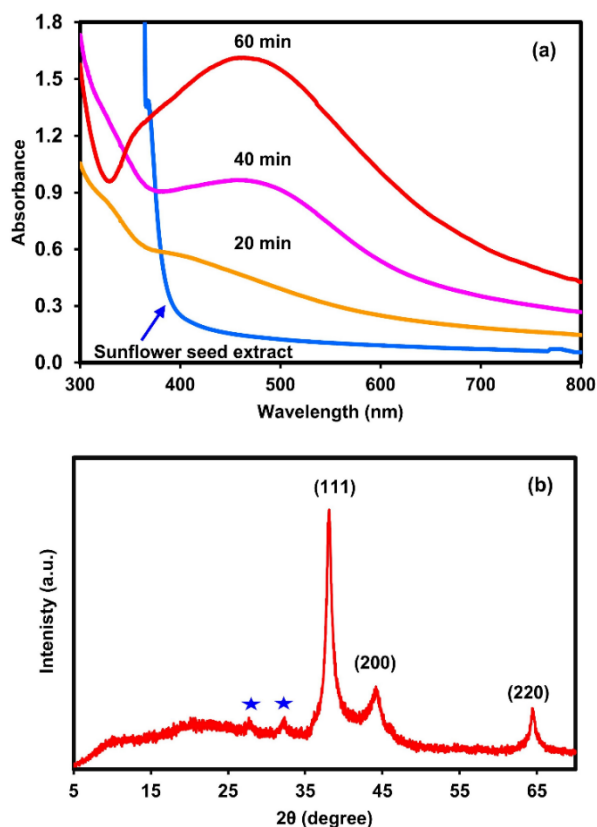 1.8
60 min
(a)
1.5
1.2
40 min
Absorbance
0.9
20 min
0.6
0.3
Sunflower seed extract
0.0
300 400 500 600 700 800
Wavelength (nm)
(111)
(b)
Intenisty (a.u.)
(200)
(220)
5 15 25 35 45 55 65
2θ (degree)